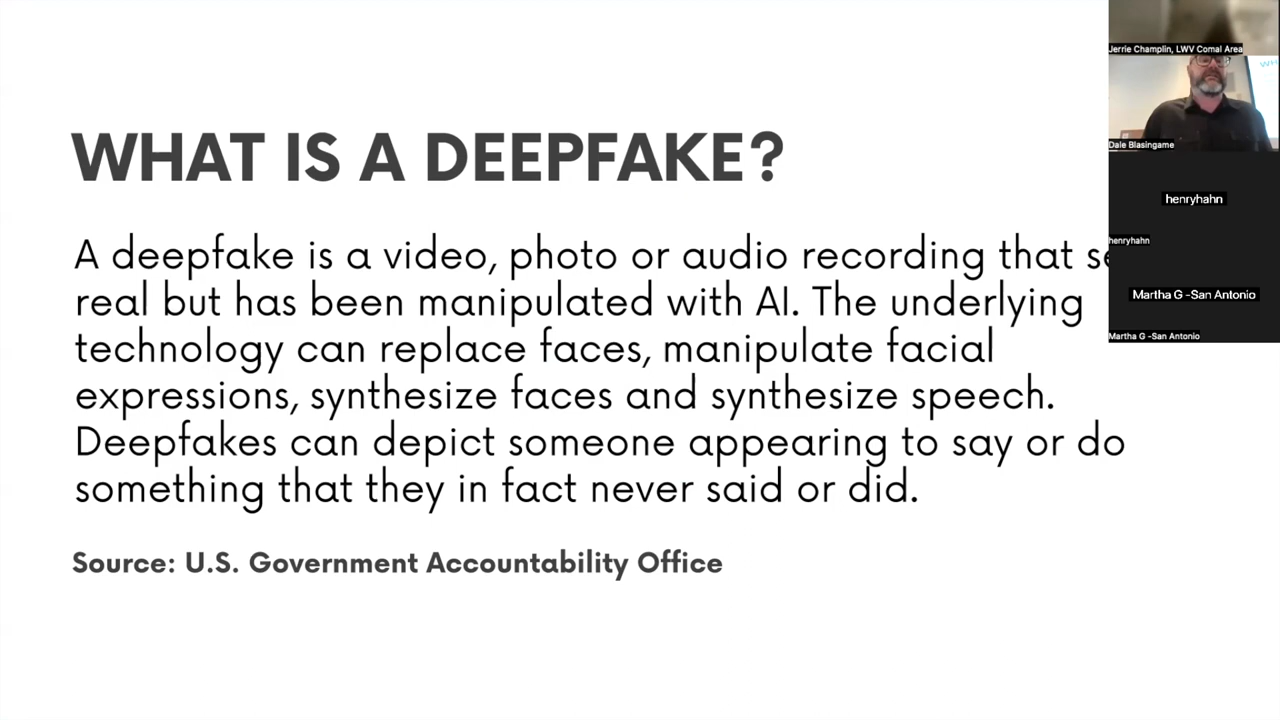 WHAT IS A DEEPFAKE?
A deepfake is a video, photo or audio recording that
real but has been manipulated with AI. The underlying
technology can replace faces, manipulate facial
expressions, synthesize faces and synthesize speech.
Deepfakes can depict someone appearing to say or do
something that they in fact never said or did.
Source: U.S. Government Accountability Office
Jerrie Champlin, LWV Comal Area
Dale Blasingame
henryhahn
henryhahn
Martha G -San Antonio
Martha G -San Antonio